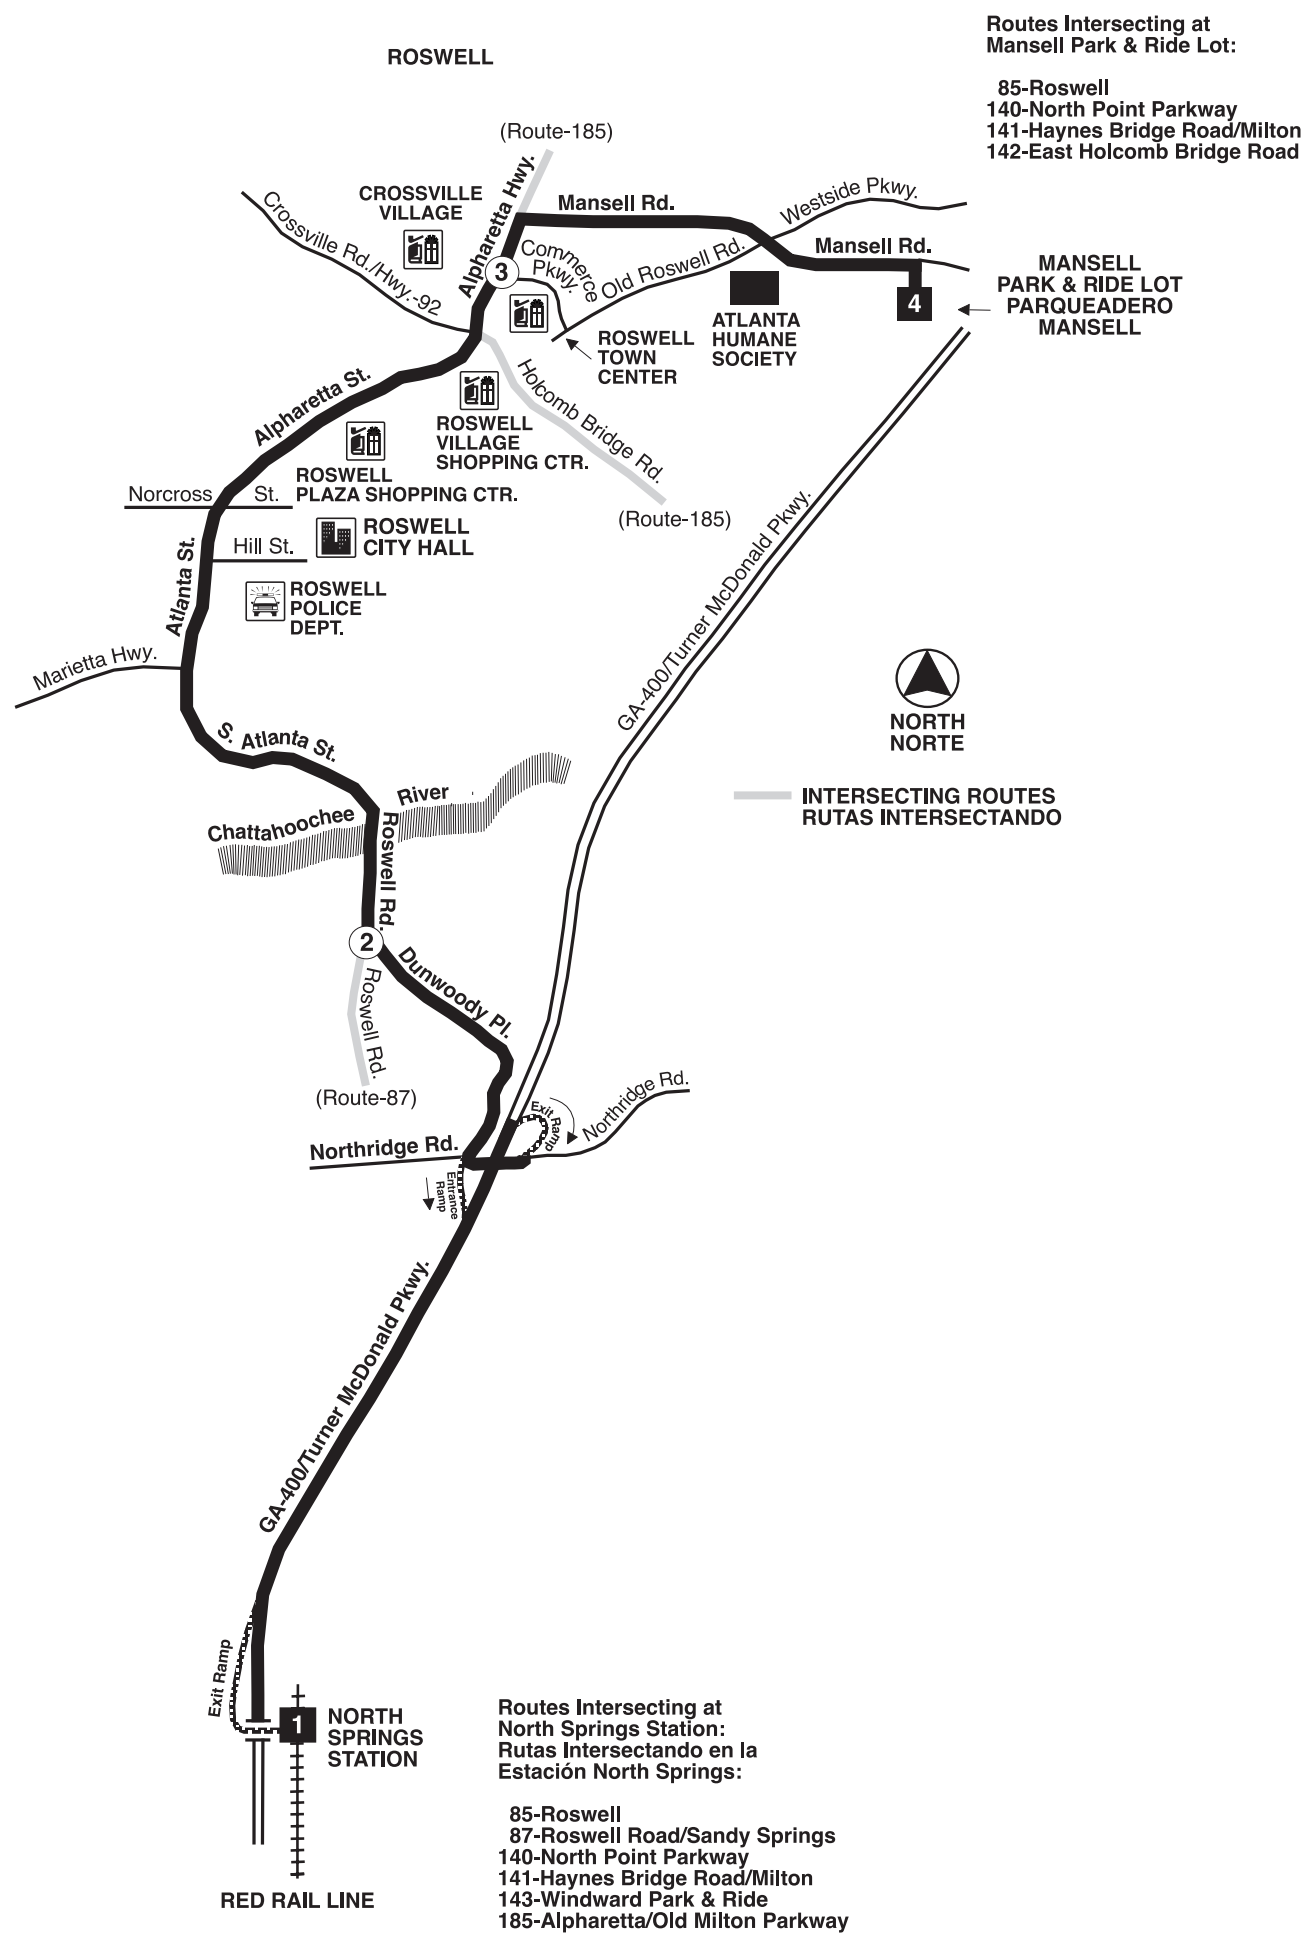 Routes Intersecting at
Mansell Park & Ride Lot:
85-Roswell
140-North Point Parkway
141-Haynes Bridge Road/Milton
142-East Holcomb Bridge Road
ROSWELL
(Route-185)
CROSSVILLE
VILLAGE
Alpharetta Hwy.
Mansell Rd.
Westside Pkwy.
Crossville Rd./Hwy.-92
Commerce
Pkwy.
Old Roswell Rd.
Mansell Rd.
3
4
MANSELL
PARK & RIDE LOT
PARQUEADERO
MANSELL
ATLANTA
HUMANE
SOCIETY
ROSWELL
TOWN
CENTER
Holcomb Bridge Rd.
Alpharetta St.
ROSWELL
VILLAGE
SHOPPING CTR.
ROSWELL
PLAZA SHOPPING CTR.
Norcross St.
(Route-185)
ROSWELL
CITY HALL
Hill St.
Atlanta St.
ROSWELL
POLICE
DEPT.
Marietta Hwy.
GA-400/Turner McDonald Pkwy.
NORTH
NORTE
S. Atlanta St.
INTERSECTING ROUTES
RUTAS INTERSECTANDO
Chattahoochee River
Roswell Rd.
2
Dunwoody Pl.
Roswell Rd.
(Route-87)
Northridge Rd.
Exit Ramp
Northridge Rd.
Entrance
Ramp
GA-400/Turner McDonald Pkwy.
Exit Ramp
1
NORTH
SPRINGS
STATION
RED RAIL LINE
Routes Intersecting at
North Springs Station:
Rutas Intersectando en la
Estación North Springs:
85-Roswell
87-Roswell Road/Sandy Springs
140-North Point Parkway
141-Haynes Bridge Road/Milton
143-Windward Park & Ride
185-Alpharetta/Old Milton Parkway